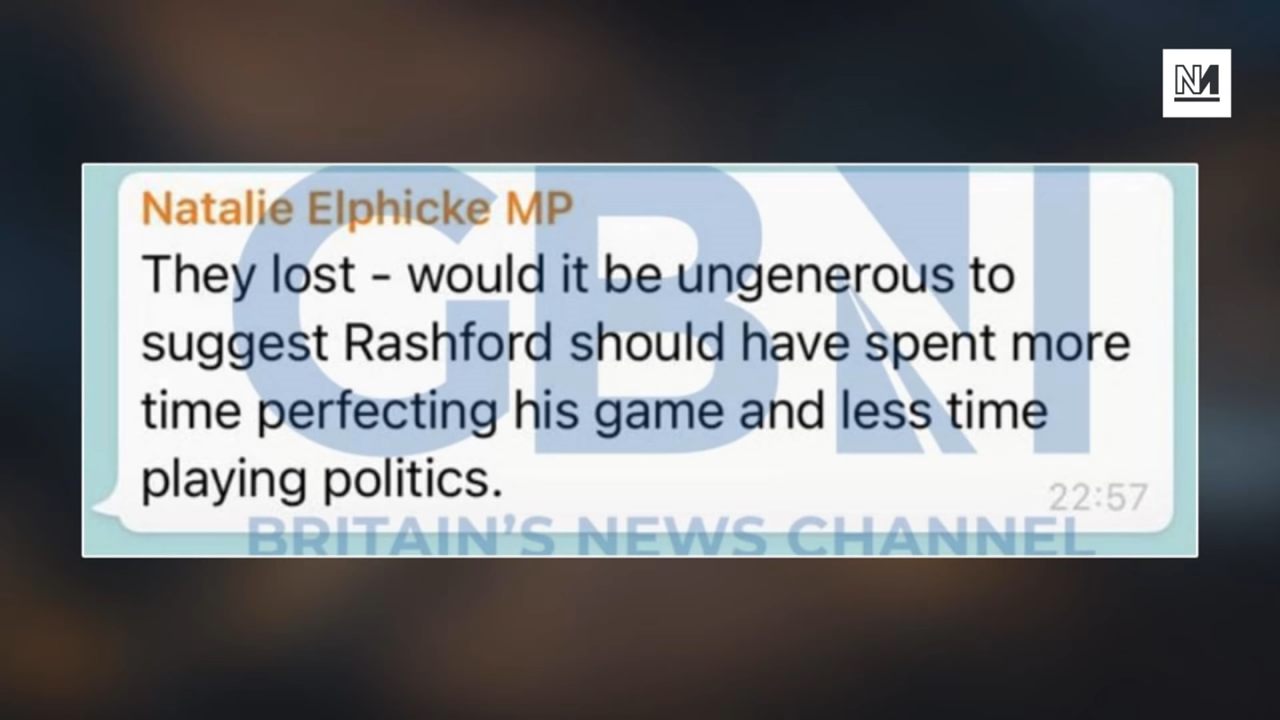 NM
Natalie Elphicke MP
They lost - would it be ungenerous to
suggest Rashford should have spent more
time perfecting his game and less time
playing politics.
22:57
GBN
BRITAIN'S NEWS CHANNEL